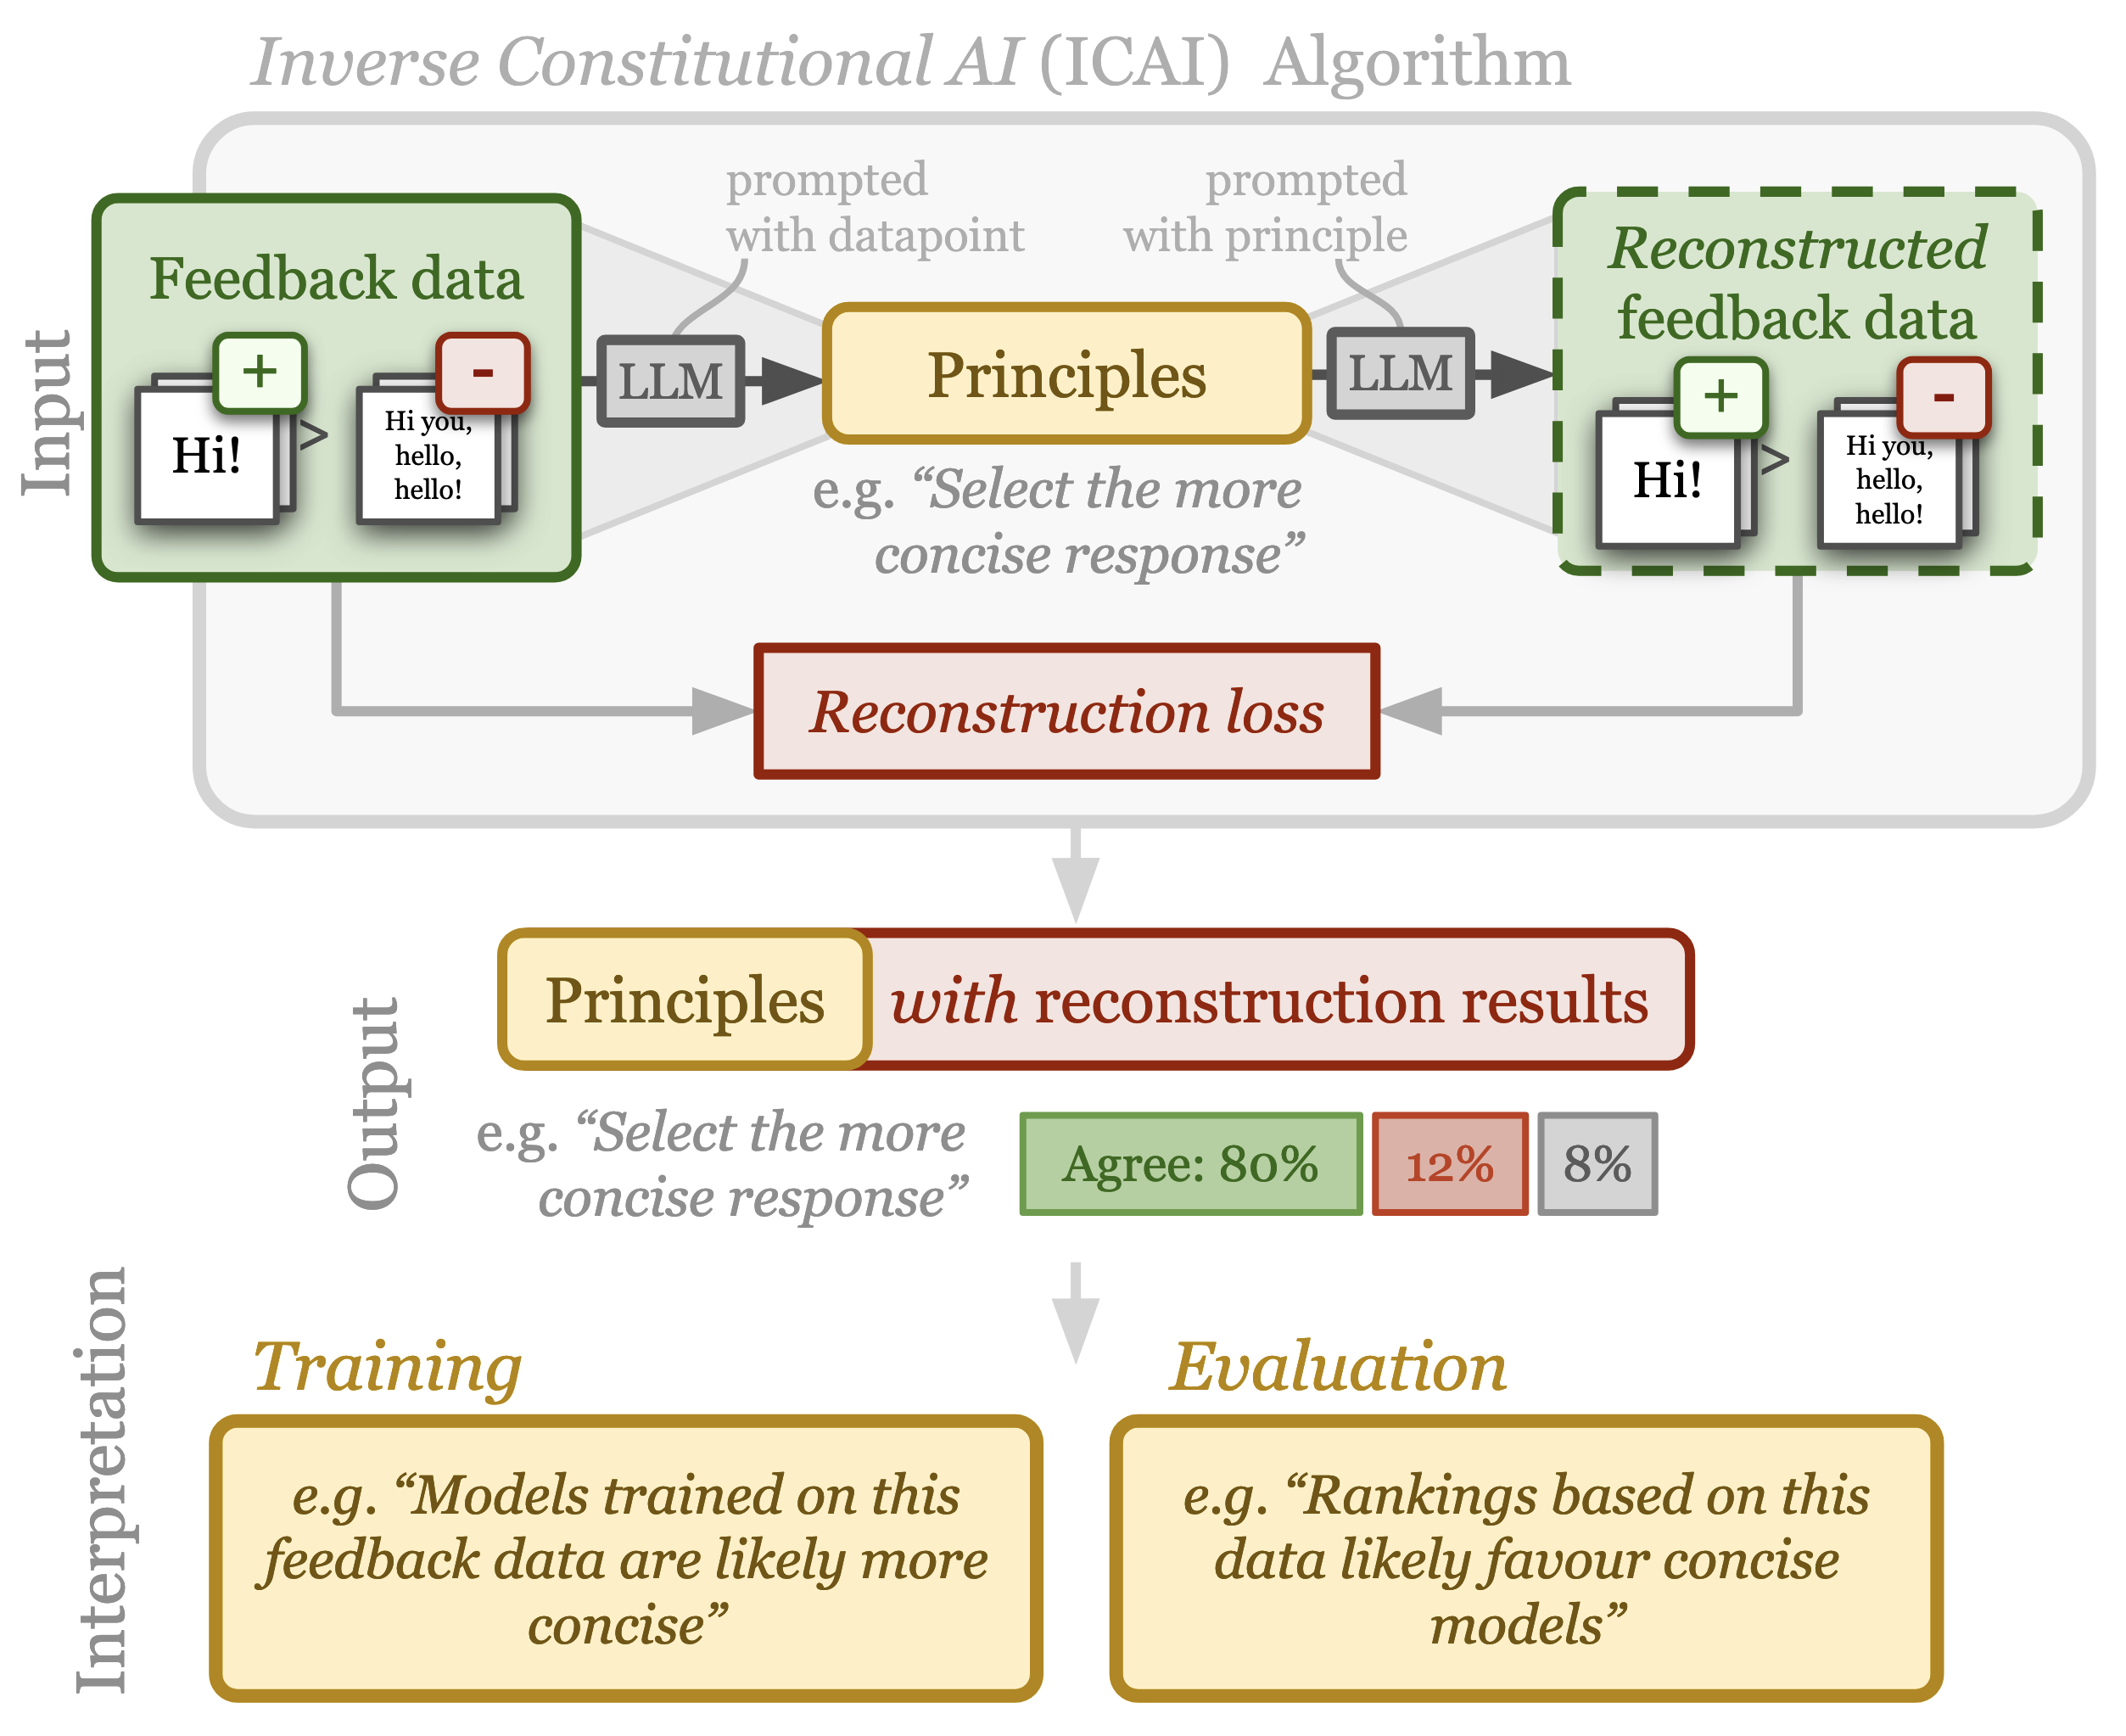 Inverse Constitutional AI (ICAI) Algorithm
Input
prompted
with datapoint
prompted
with principle
Feedback data
+
-
Hi!
>
Hi you,
hello,
hello!
LLM
Principles
e.g. “Select the more
concise response”
LLM
Reconstructed
feedback data
+
-
Hi!
>
Hi you,
hello,
hello!
Reconstruction loss
Output
Principles with reconstruction results
e.g. “Select the more
concise response”
Agree: 80%
12%
8%
Interpretation
Training
e.g. “Models trained on this
feedback data are likely more
concise”
Evaluation
e.g. “Rankings based on this
data likely favour concise
models”